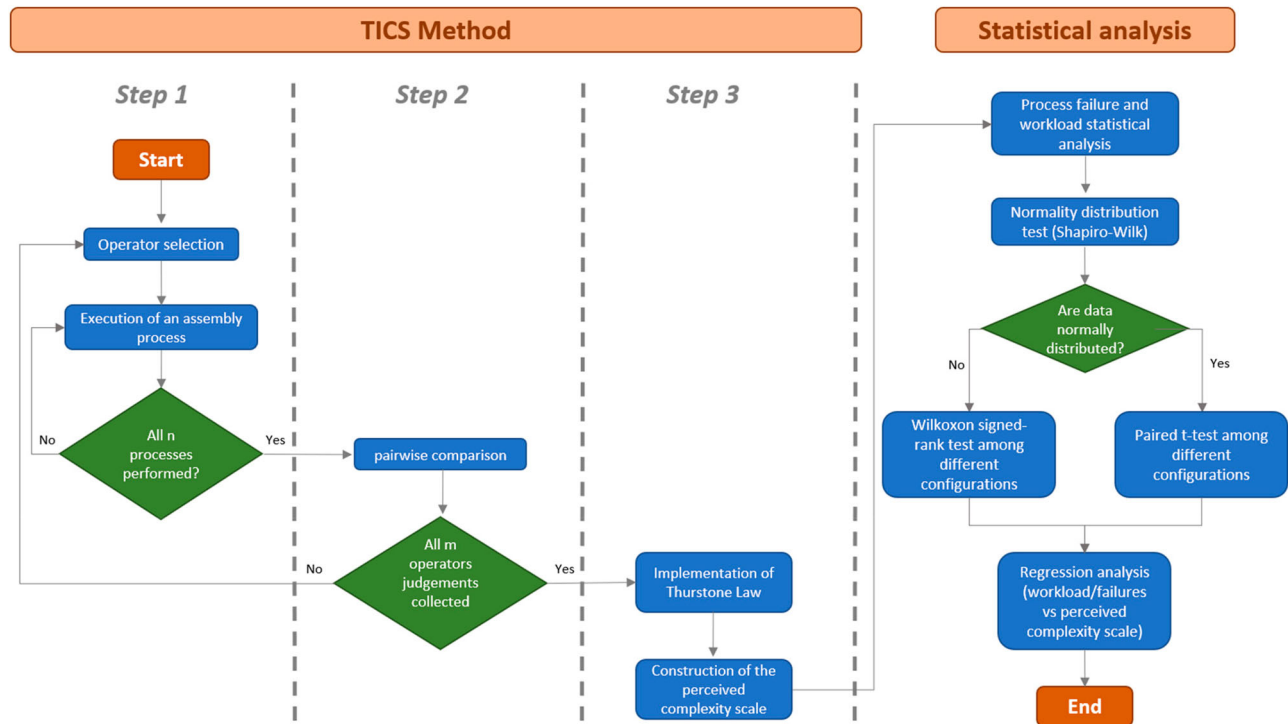 TICS Method
Statistical analysis
Step 1
Step 2
Step 3
Start
Operator selection
Execution of an assembly
process
All n
processes
performed?
No
Yes
pairwise comparison
All m
operators
judgements
collected
No
Yes
Implementation of
Thurstone Law
Construction of the
perceived
complexity scale
Process failure and
workload statistical
analysis
Normality distribution
test (Shapiro-Wilk)
Are data
normally
distributed?
No
Yes
Wilkoxon signed-
rank test among
different
configurations
Paired t-test among
different
configurations
Regression analysis
(workload/failures
vs perceived
complexity scale)
End